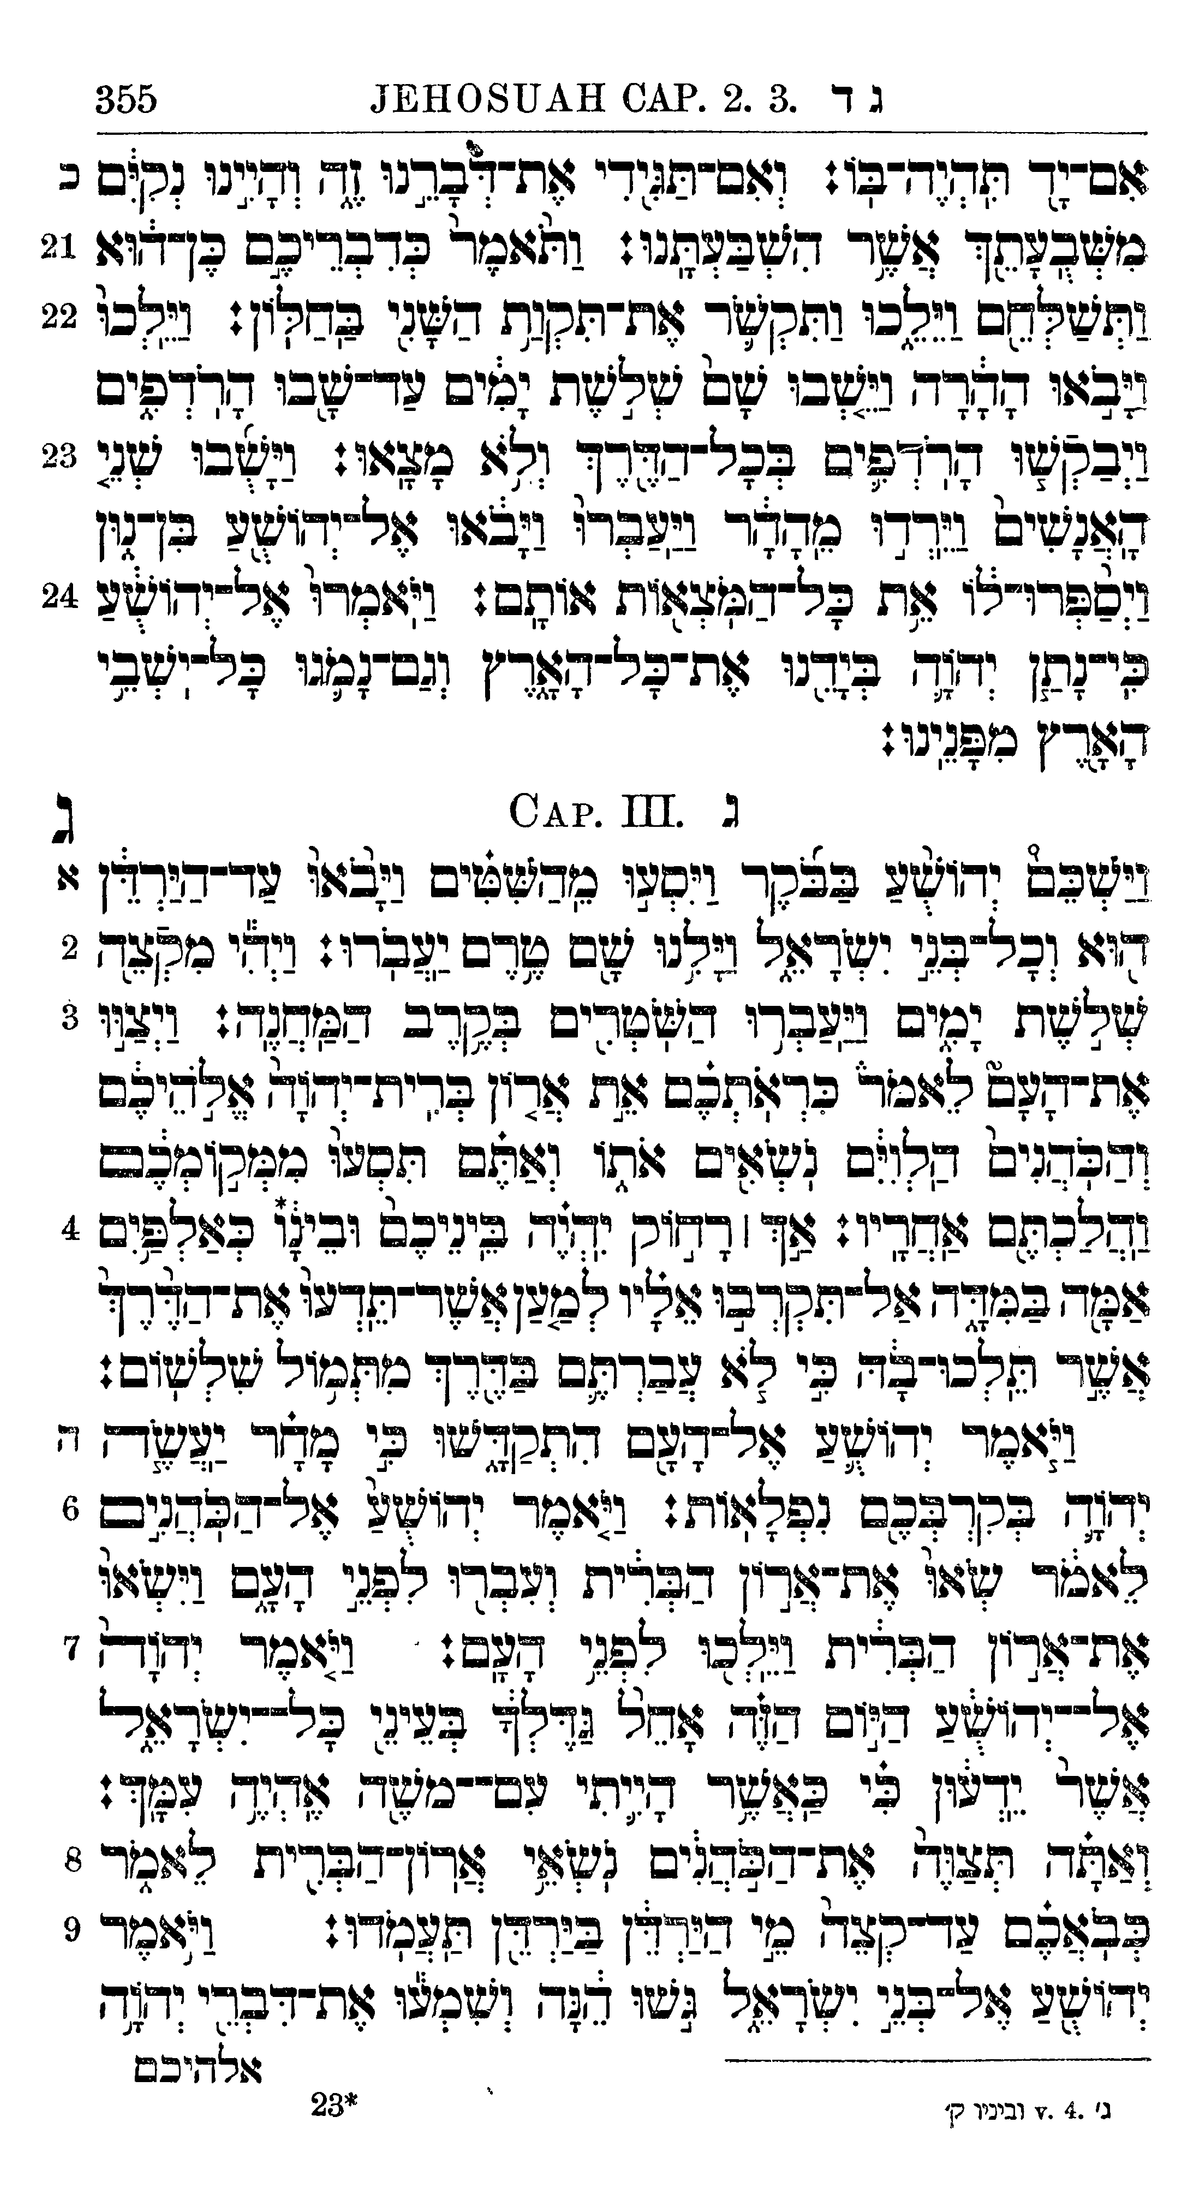 355 JEHOSUAH CAP. 2. 3. ג ד
אִם־יָ֖ד תִּֽהְיֶה־בּֽוֹ׃ וְאִם־תַּגִּ֖ידִי אֶת־דְּבָרֵ֣נוּ זֶ֑ה וְהָיִ֣ינוּ נְקִיִּ֔ם כ
מִשְּׁבֻעָתֵ֖ךְ אֲשֶׁ֥ר הִשְׁבַּעְתָּֽנוּ׃ וַתֹּ֙אמֶר֙ כְּדִבְרֵיכֶ֣ם כֶּן־ה֔וּא 21
וַֽתְּשַׁלְּחֵ֖ם וַיֵּלֵ֑כוּ וַתִּקְשֹׁ֛ר אֶת־תִּקְוַ֥ת הַשָּׁנִ֖י בַּחַלּֽוֹן׃ וַיֵּלְכוּ֙ 22
וַיָּבֹ֣אוּ הָהָ֔רָה וַיֵּ֤שְׁבוּ שָׁם֙ שְׁלֹ֣שֶׁת יָמִ֔ים עַד־שָׁ֖בוּ הָרֹֽדְפִ֑ים
וַיְבַקְשׁ֧וּ הָרֹֽדְפִ֛ים בְּכָל־הַדֶּ֖רֶךְ וְלֹ֥א מָצָֽאוּ׃ וַיָּשֻׁ֜בוּ שְׁנֵ֤י 23
הָֽאֲנָשִׁים֙ וַיֵּרְד֣וּ מֵֽהָהָ֔ר וַיַּֽעַבְרוּ֙ וַיָּבֹ֔אוּ אֶל־יְהוֹשֻׁ֖עַ בִּן־נ֑וּן
וַיְסַ֨פְּרוּ־ל֔וֹ אֵ֥ת כָּל־הַמֹּֽצְא֖וֹת אוֹתָֽם׃ וַיֹּֽאמְרוּ֙ אֶל־יְהוֹשֻׁ֔עַ 24
כִּֽי־נָתַ֧ן יְהוָֹ֛ה בְּיָדֵ֖נוּ אֶת־כָּל־הָאָ֑רֶץ וְגַם־נָמֹ֛גוּ כָּל־יֽשְׁבֵ֥י
הָאָ֖רֶץ מִפָּנֵֽינוּ׃
ג CAP. III. ג
וַיַּשְׁכֵּם֩ יְהוֹשֻׁ֨עַ בַּבֹּ֜קֶר וַיִּסְע֣וּ מֵֽהַשִּׁטִּ֗ים וַיָּבֹ֙אוּ֙ עַד־הַיַּרְדֵּ֔ן א
ה֖וּא וְכָל־בְּנֵ֣י יִשְׂרָאֵ֑ל וַיָּלִ֥נוּ שָׁ֖ם טֶ֥רֶם יַֽעֲבֹֽרוּ׃ וַיְהִ֕י מִקְצֵ֖ה 2
שְׁלֹ֣שֶׁת יָמִ֑ים וַיַּֽעַבְר֥וּ הַשֹּׁטְרִ֖ים בְּקֶ֥רֶב הַֽמַּחֲנֶֽה׃ וַיְצַוּוּ֮ 3
אֶת־הָעָם֒ לֵאמֹר֒ כִּרְאֹֽתְכֶ֗ם אֵ֣ת אֲר֤וֹן בְּרִֽית־יְהוָֹה֙ אֱלֹ֣הֵיכֶ֔ם
וְהַכֹּֽהֲנִים֙ הַלְוִיִּ֔ם נֹֽשְׂאִ֖ים אֹת֑וֹ וְאַתֶּ֗ם תִּסְעוּ֙ מִמְּק֣וֹמְכֶ֔ם
וַהֲלַכְתֶּ֖ם אַֽחֲרָֽיו׃ אַ֣ךְ ׀ רָח֣וֹק יִֽהְיֶ֗ה בֵּֽינֵיכֶם֙ וּבֵינָ֔ו* כְּאַלְפַּ֥יִם 4
אַמָּ֖ה בַּמִּדָּ֑ה אַֽל־תִּקְרְב֣וּ אֵלָ֗יו לְמַ֤עַן אֲשֶׁר־תֵּֽדְעוּ֙ אֶת־הַדֶּ֙רֶךְ֙
אֲשֶׁ֣ר תֵּֽלְכוּ־בָ֔הּ כִּ֣י לֹ֧א עֲבַרְתֶּ֛ם בַּדֶּ֖רֶךְ מִתְּמ֥וֹל שִׁלְשֽׁוֹם׃
וַיֹּ֧אמֶר יְהוֹשֻׁ֛עַ אֶל־הָעָ֖ם הִתְקַדָּ֑שׁוּ כִּ֣י מָחָ֗ר יַעֲשֶׂ֧ה ה
יְהוָֹ֛ה בְּקִרְבְּכֶ֖ם נִפְלָאֽוֹת׃ וַיֹּ֤אמֶר יְהוֹשֻׁ֙עַ֙ אֶל־הַכֹּ֣הֲנִ֔ים 6
לֵאמֹ֔ר שְׂאוּ֙ אֶת־אֲר֣וֹן הַבְּרִ֔ית וְעִבְר֖וּ לִפְנֵ֣י הָעָ֑ם וַיִּשְׂאוּ֙
אֶת־אֲר֣וֹן הַבְּרִ֔ית וַיֵּֽלְכ֖וּ לִפְנֵ֥י הָעָֽם׃ וַיֹּ֤אמֶר יְהוָֹה֙ 7
אֶל־יְהוֹשֻׁ֔עַ הַיּ֣וֹם הַזֶּ֗ה אָחֵל֙ גַּדֶּלְךָ֔ בְּעֵינֵ֖י כָּל־יִשְׂרָאֵ֑ל
אֲשֶׁר֙ יֵֽדְע֔וּן כִּ֗י כַּאֲשֶׁ֥ר הָיִ֛יתִי עִם־מֹשֶׁ֖ה אֶהְיֶ֥ה עִמָּֽךְ׃
וְאַתָּ֗ה תְּצַוֶּה֙ אֶת־הַכֹּ֣הֲנִ֔ים נֹֽשְׂאֵ֥י אֲרֽוֹן־הַבְּרִ֖ית לֵאמֹ֑ר 8
כְּבֹאֲכֶ֗ם עַד־קְצֵה֙ מֵ֣י הַיַּרְדֵּ֔ן בַּיַּרְדֵּ֖ן תַּעֲמֹֽדוּ׃ וַיֹּ֥אמֶר 9
יְהוֹשֻׁ֖עַ אֶל־בְּנֵ֣י יִשְׂרָאֵ֑ל גֹּ֣שׁוּ הֵ֔נָּה וְשִׁמְע֕וּ אֶת־דִּבְרֵ֖י יְהוָֹ֥ה
אלהיכם
23*
ג׳ v. 4. וביניו ק׳